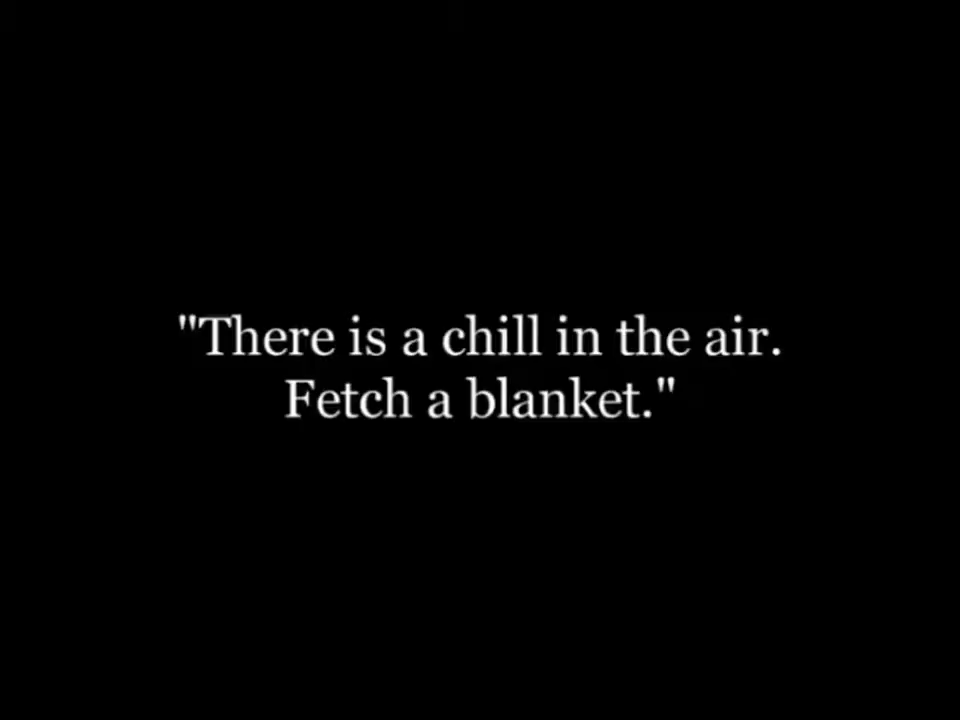 "There is a chill in the air.
Fetch a blanket."